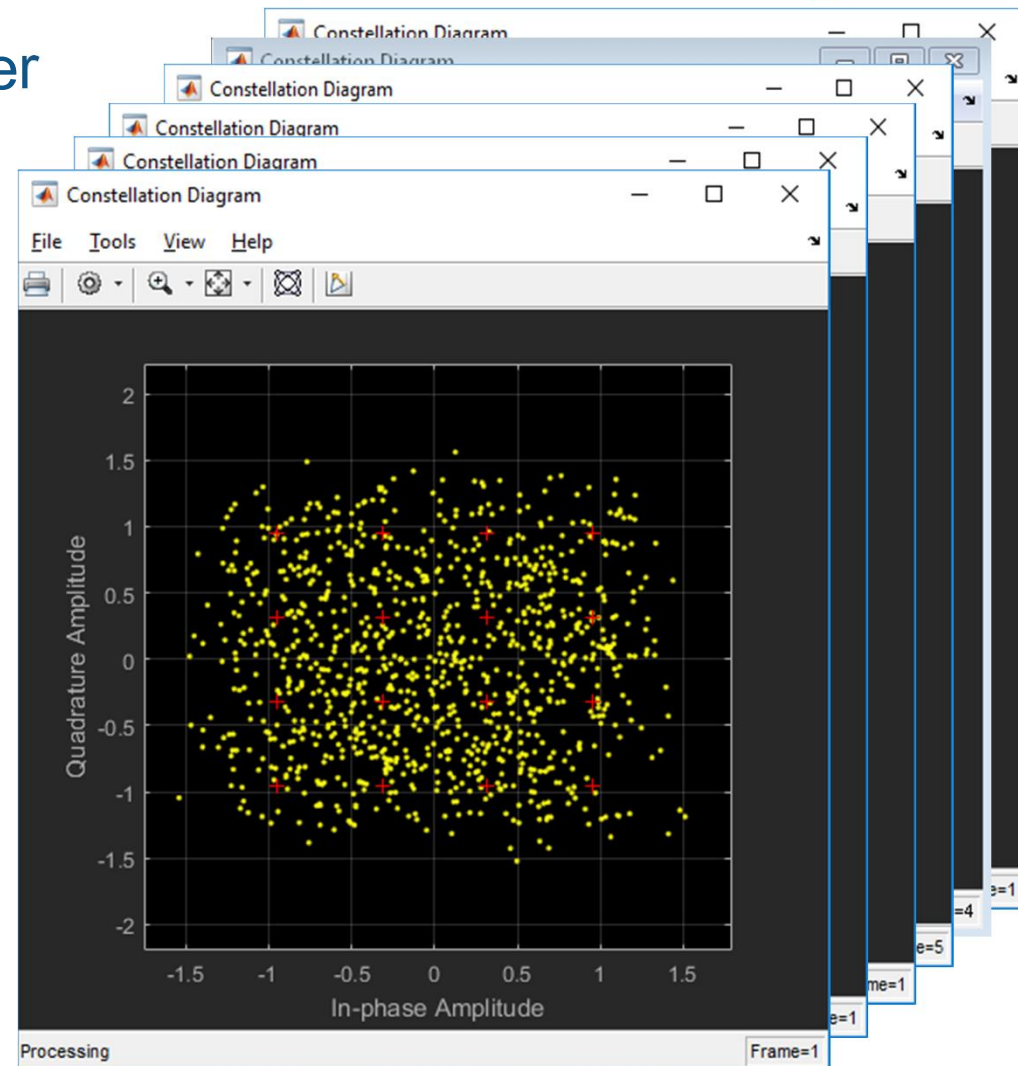 er
Constellation Diagram
Constellation Diagram
Constellation Diagram
Constellation Diagram
Constellation Diagram
Constellation Diagram
File Tools View Help
2
1.5
1
0.5
0
-0.5
-1
-1.5
-2
Quadrature Amplitude
-1.5 -1 -0.5 0 0.5 1 1.5
In-phase Amplitude
Processing Frame=1
e=1
me=1
e=5
=4
e=1